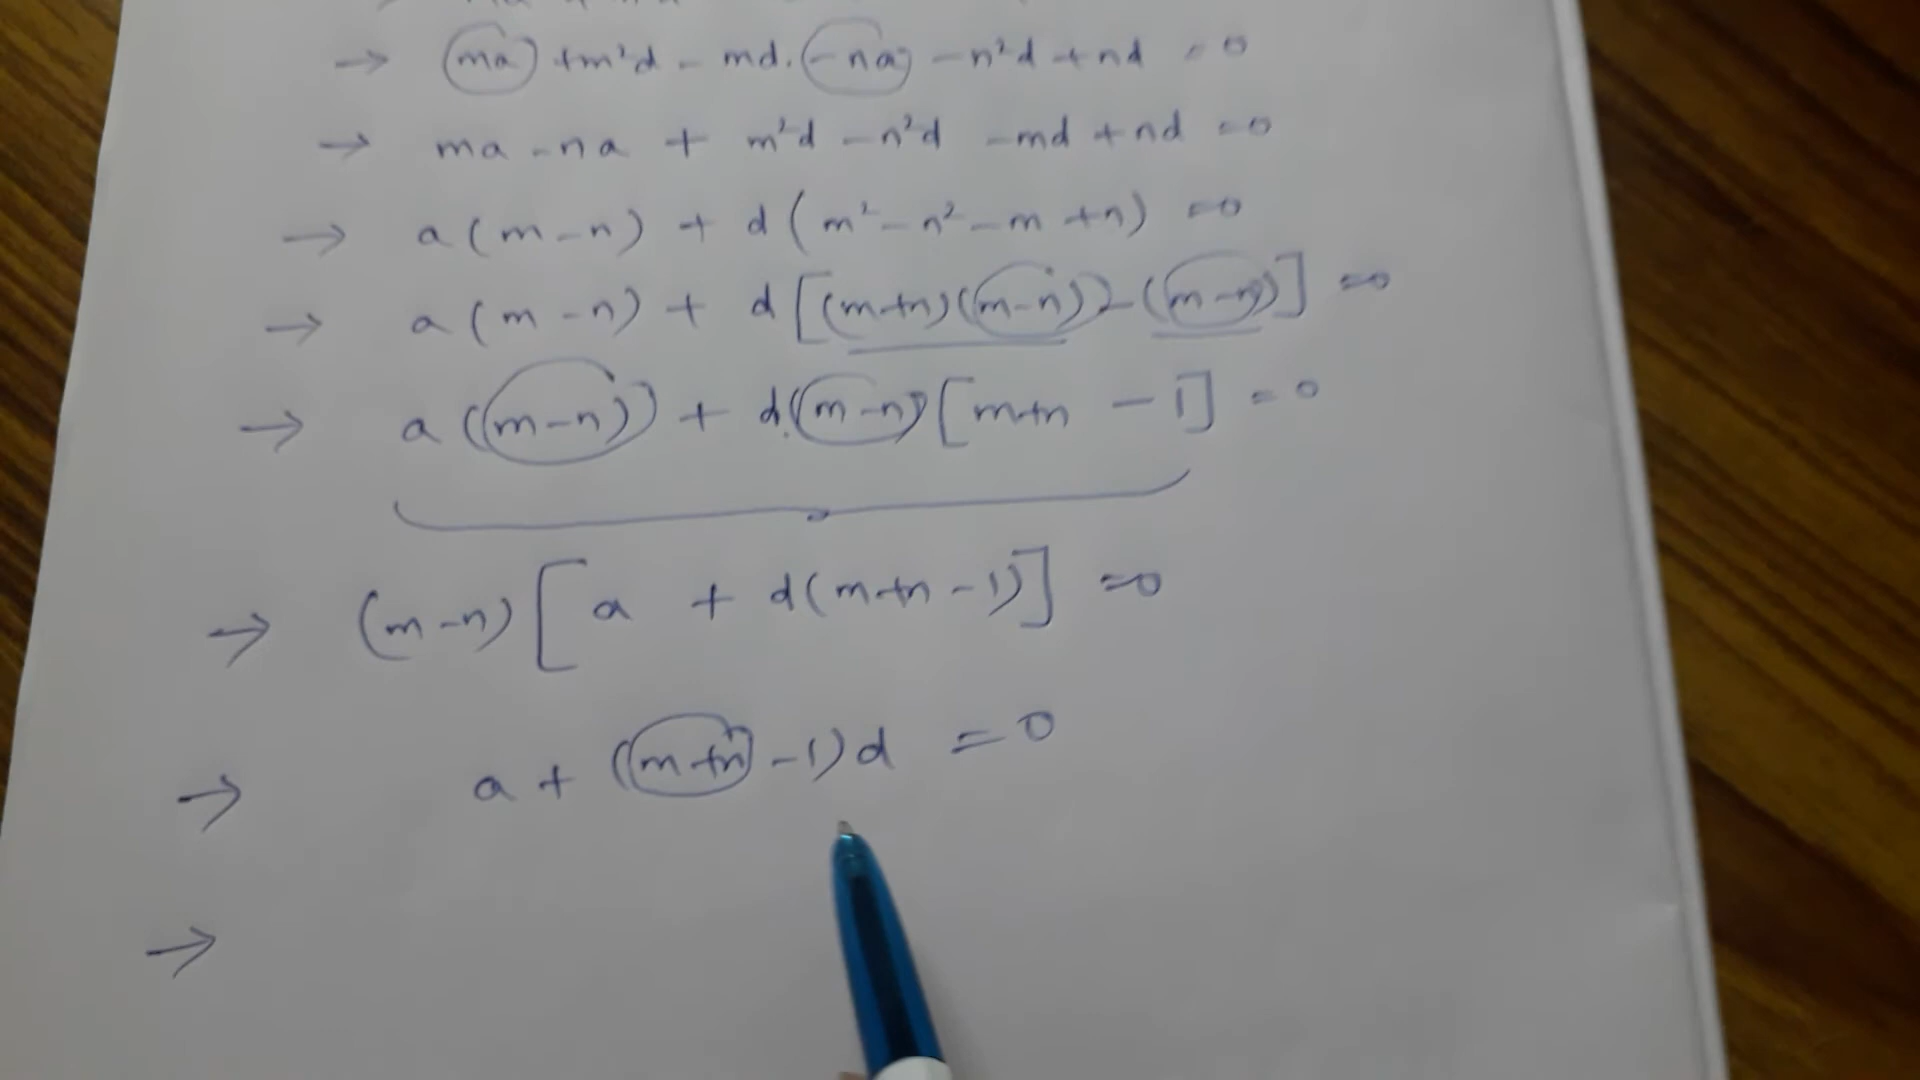 → ma + m²d - md - na - n²d + nd = 0
→ ma - na + m²d - n²d - md + nd = 0
→ a(m-n) + d(m² - n² - m + n) = 0
→ a(m-n) + d[(m+n)(m-n) - (m-n)] = 0
→ a(m-n) + d.(m-n)[m+n - 1] = 0
→ (m-n)[a + d(m+n-1)] = 0
→ a + (m+n-1)d = 0
→